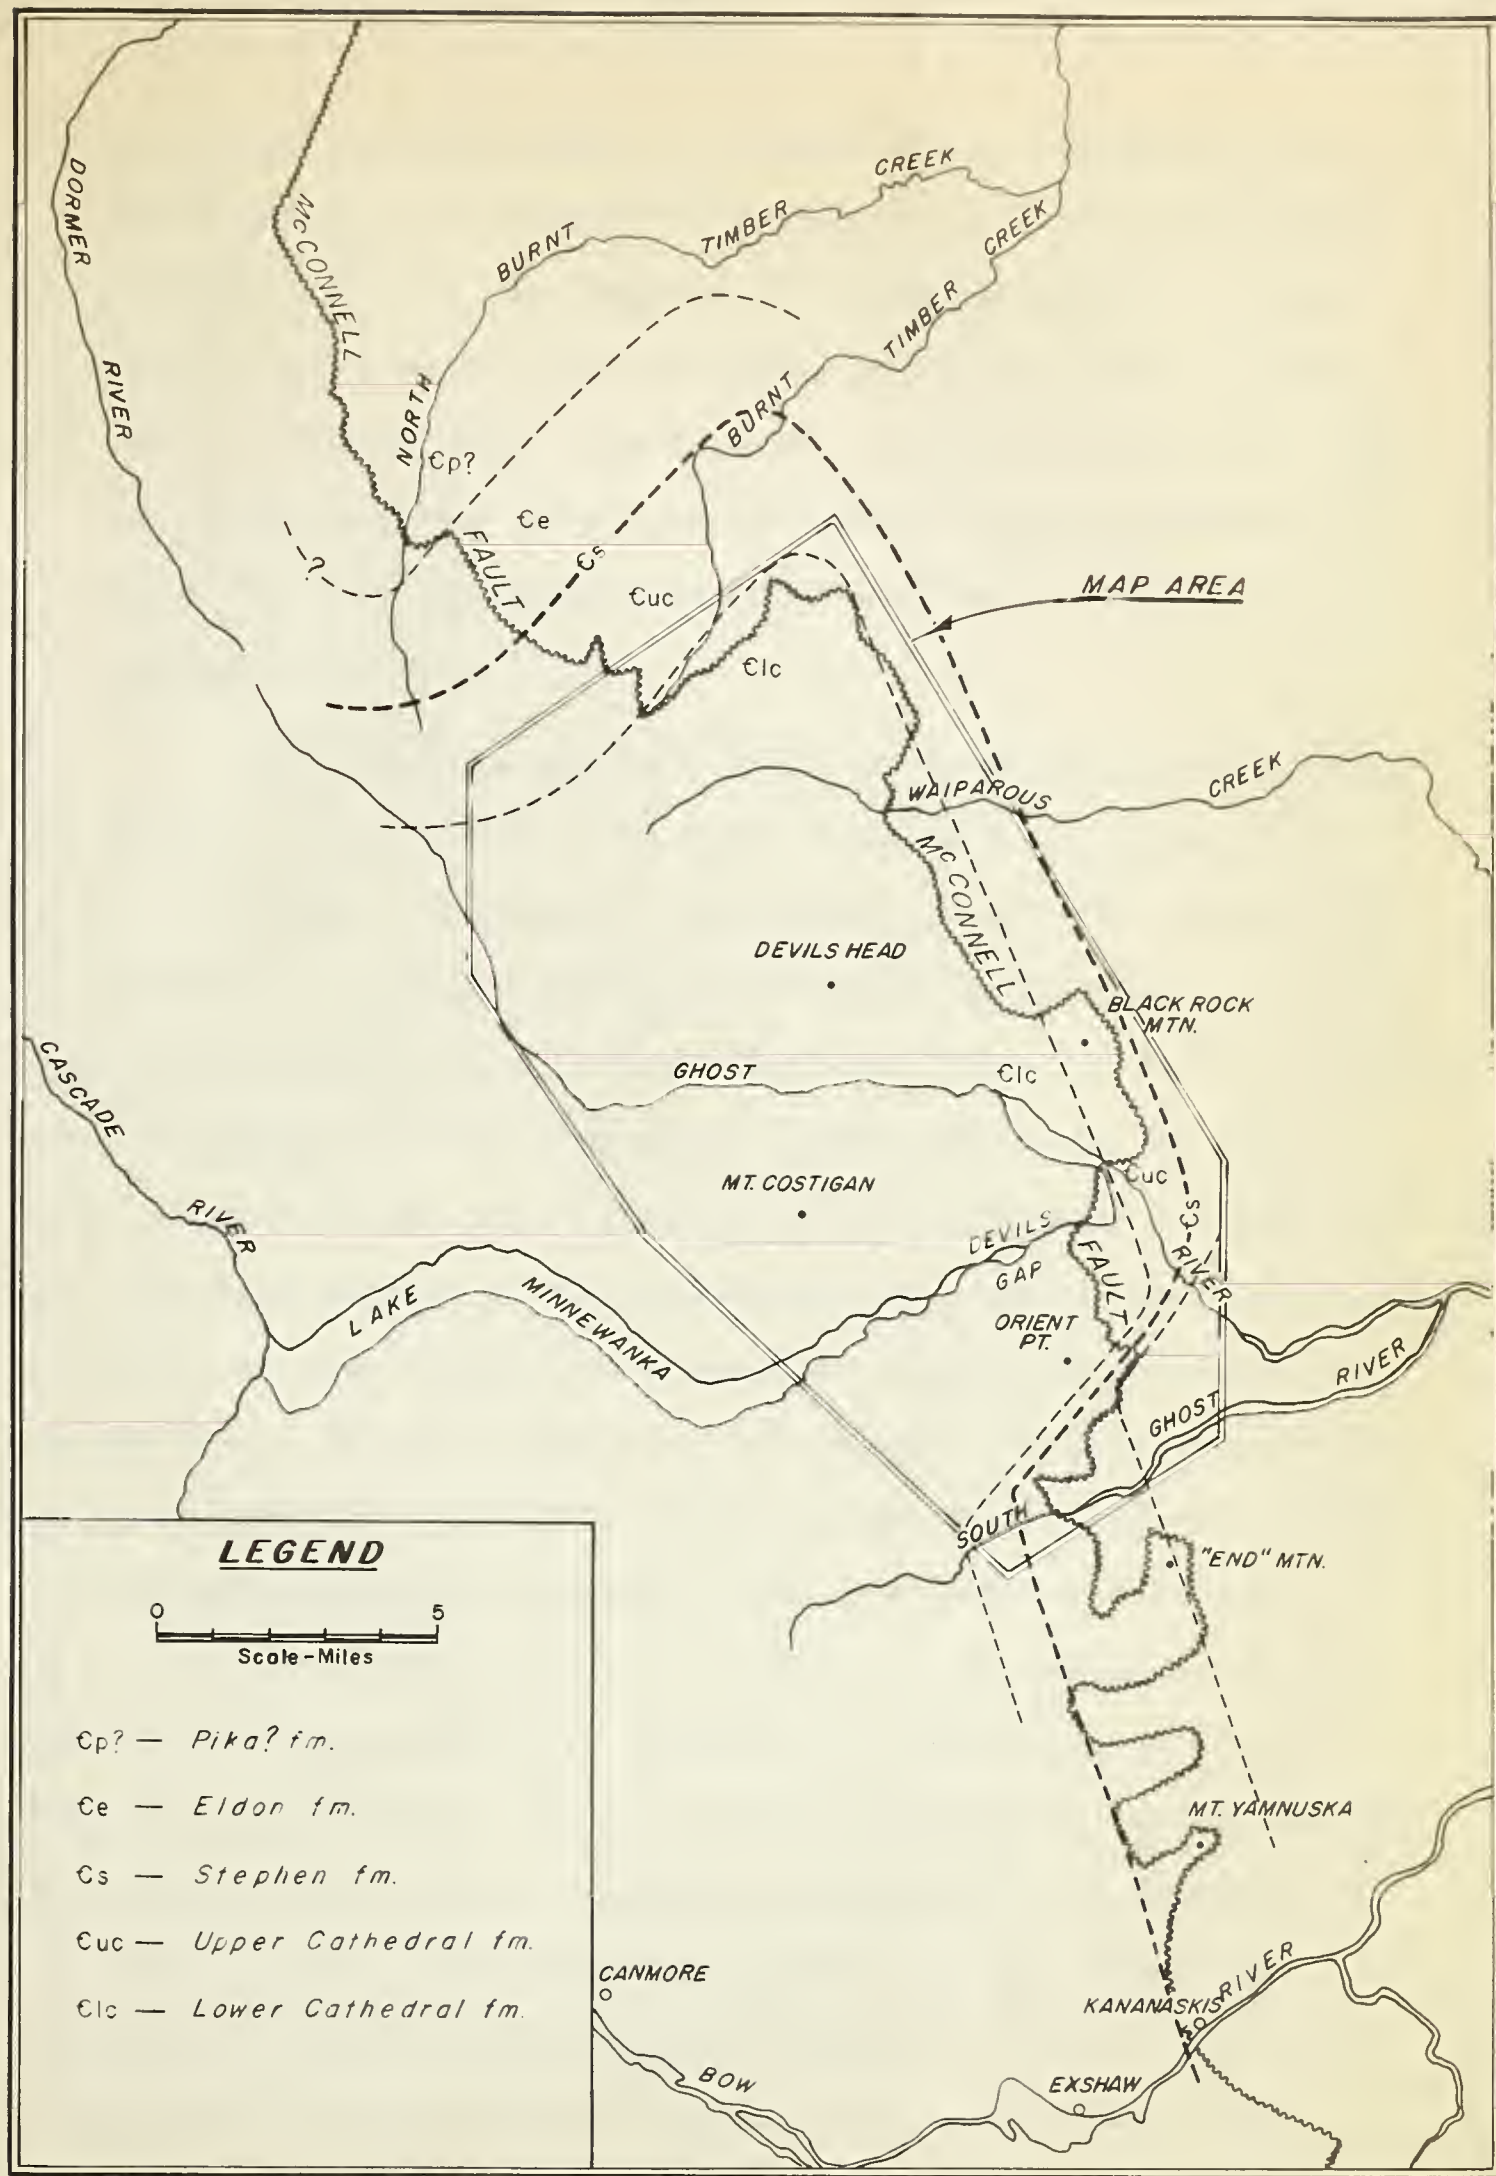 DORMER
RIVER
McCONNELL
NORTH
BURNT
TIMBER
CREEK
BURNT
TIMBER
CREEK
Єp?
Єe
FAULT
Єs
?
Єuc
MAP AREA
Єlc
WAIPAROUS
CREEK
McCONNELL
DEVILS HEAD
BLACK ROCK
MTN.
CASCADE
RIVER
GHOST
Єlc
MT. COSTIGAN
Єuc
Єs
DEVILS
GAP
FAULT
RIVER
LAKE
MINNEWANKA
ORIENT
PT.
GHOST
RIVER
SOUTH
"END" MTN.
MT. YAMNUSKA
CANMORE
KANANASKIS
RIVER
BOW
EXSHAW
LEGEND
0 5
Scale-Miles
Єp? — Pika? fm.
Єe — Eldon fm.
Єs — Stephen fm.
Єuc — Upper Cathedral fm.
Єlc — Lower Cathedral fm.